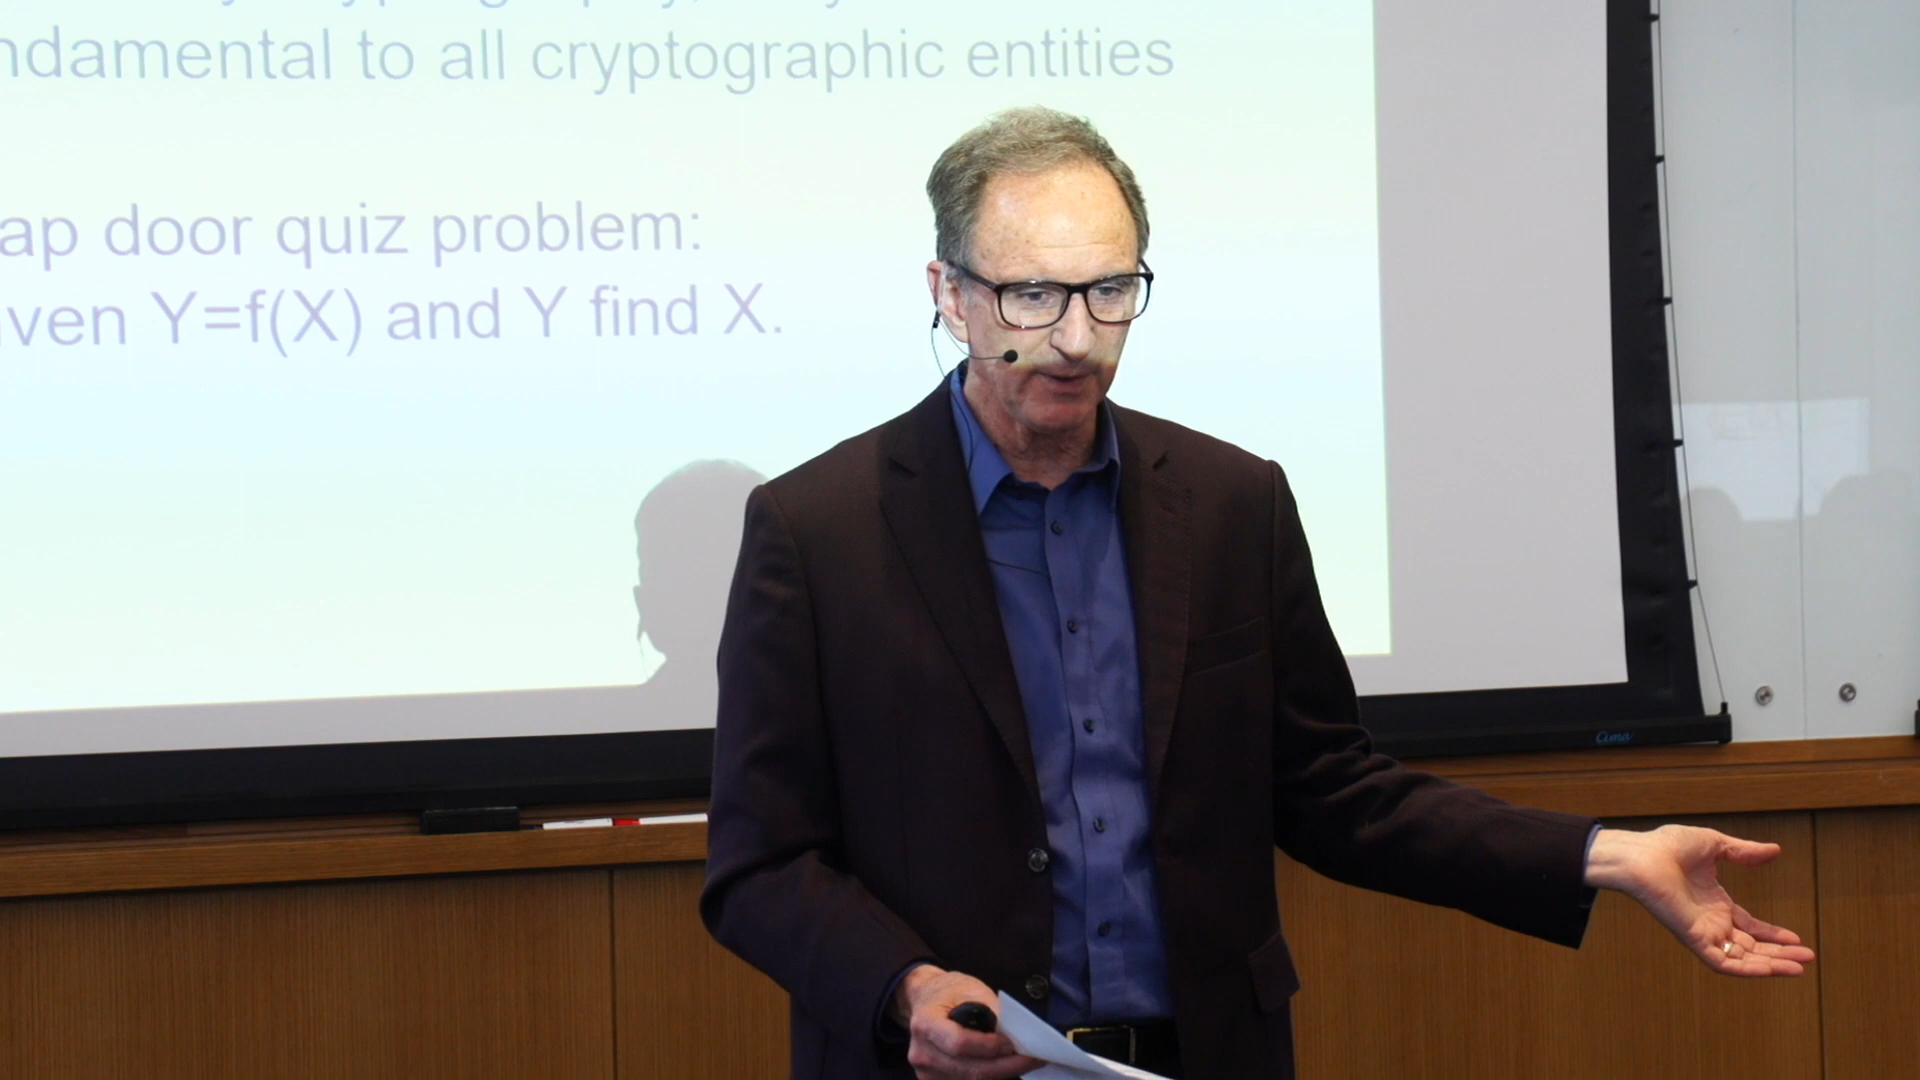 ndamental to all cryptographic entities
ap door quiz problem:
ven Y=f(X) and Y find X.